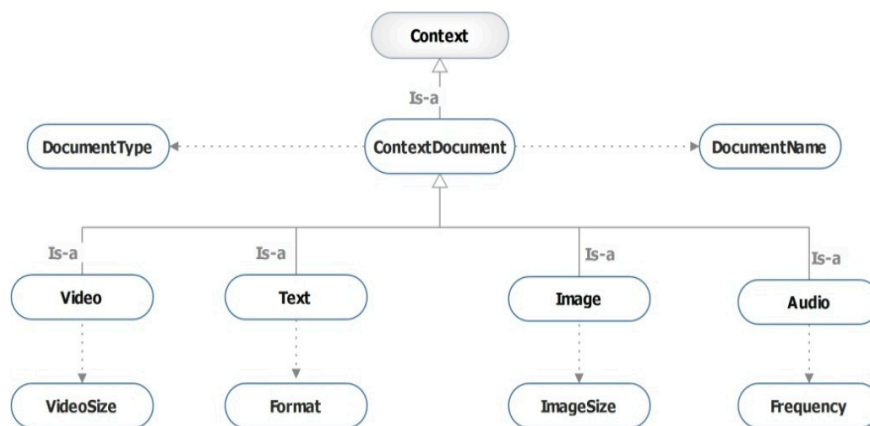 Context
Is-a
DocumentType
ContextDocument
DocumentName
Is-a
Is-a
Is-a
Is-a
Video
Text
Image
Audio
VideoSize
Format
ImageSize
Frequency